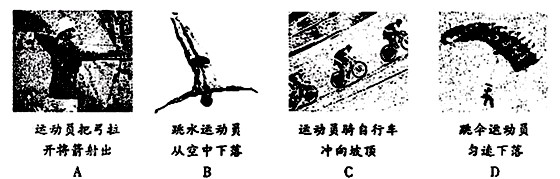 运动员把弓拉
开将箭射出
A
跳水运动员
从空中下落
B
运动员骑自行车
冲向坡顶
C
跳伞运动员
匀速下落
D